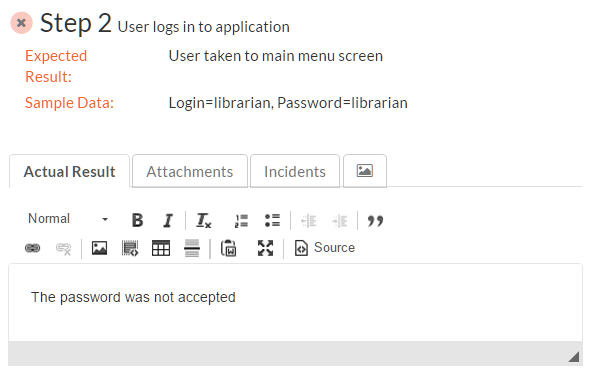 Step 2 User logs in to application
Expected Result: User taken to main menu screen
Sample Data: Login=librarian, Password=librarian
Actual Result Attachments Incidents
Normal B I Tx
Source
The password was not accepted